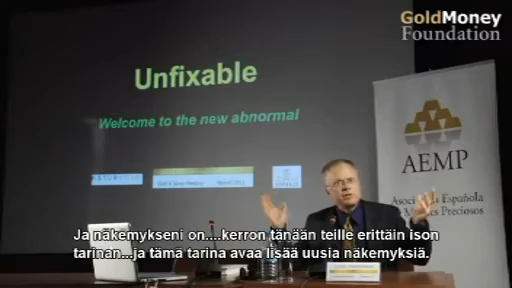 GoldMoney
Foundation
Unfixable
Welcome to the new abnormal
AEMP
Asociación Española
Metales Preciosos
Ja näkemykseni on....kerron tänään teille erittäin ison
tarinan...ja tämä tarina avaa lisää uusia näkemyksiä.